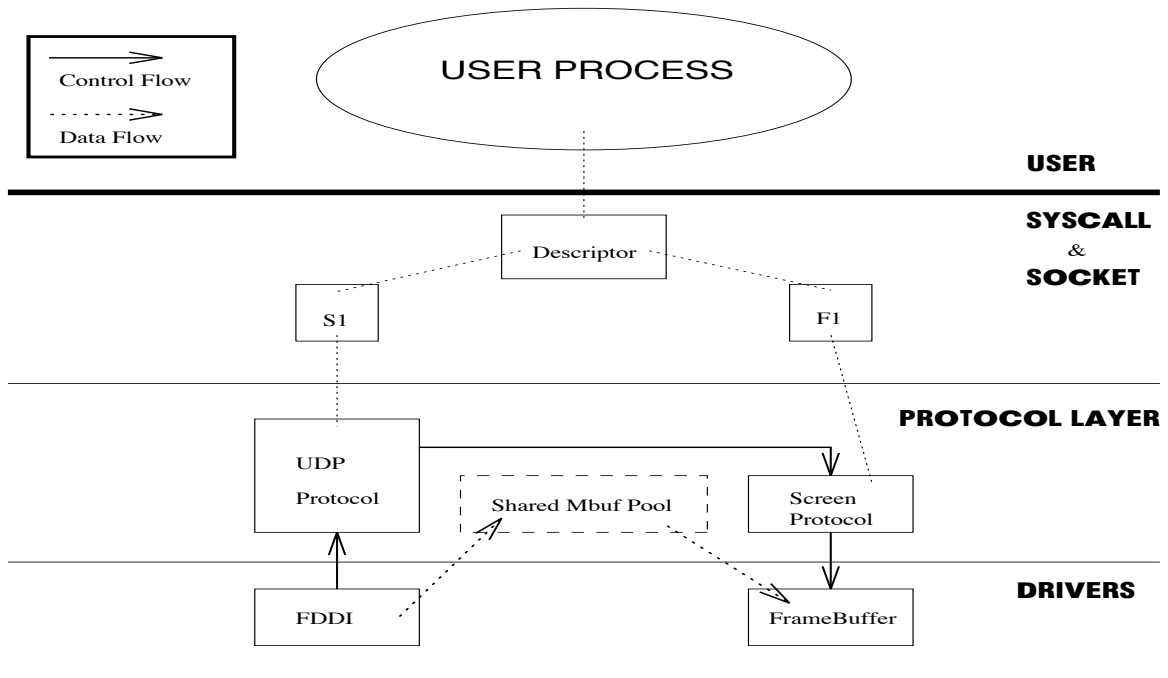 USER PROCESS
Control Flow
Data Flow
USER
SYSCALL
&
SOCKET
Descriptor
S1
F1
PROTOCOL LAYER
UDP
Protocol
Shared Mbuf Pool
Screen
Protocol
DRIVERS
FDDI
FrameBuffer